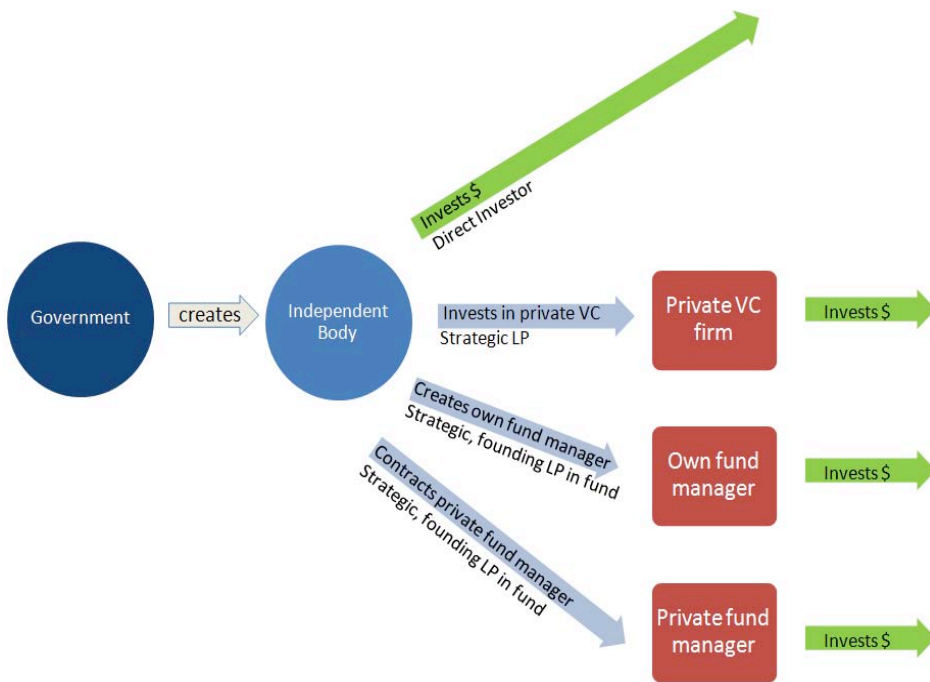 Invests $
Direct Investor
Government
creates
Independent
Body
Invests in private VC
Strategic LP
Private VC
firm
Invests $
Creates own fund manager
Strategic, founding LP in fund
Own fund
manager
Invests $
Contracts private fund manager
Strategic, founding LP in fund
Private fund
manager
Invests $